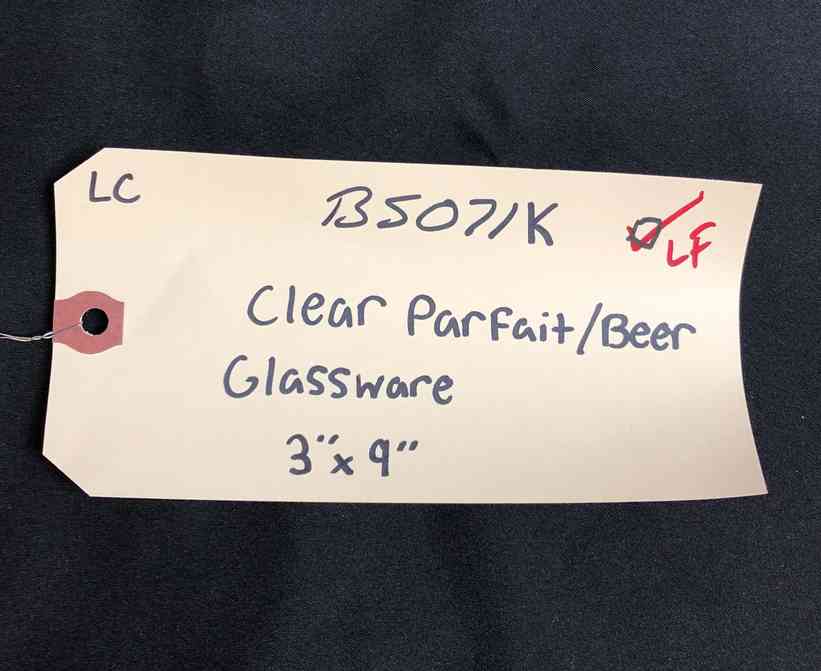 LC
B5071K
LF
Clear Parfait/Beer
Glassware
3"x 9"